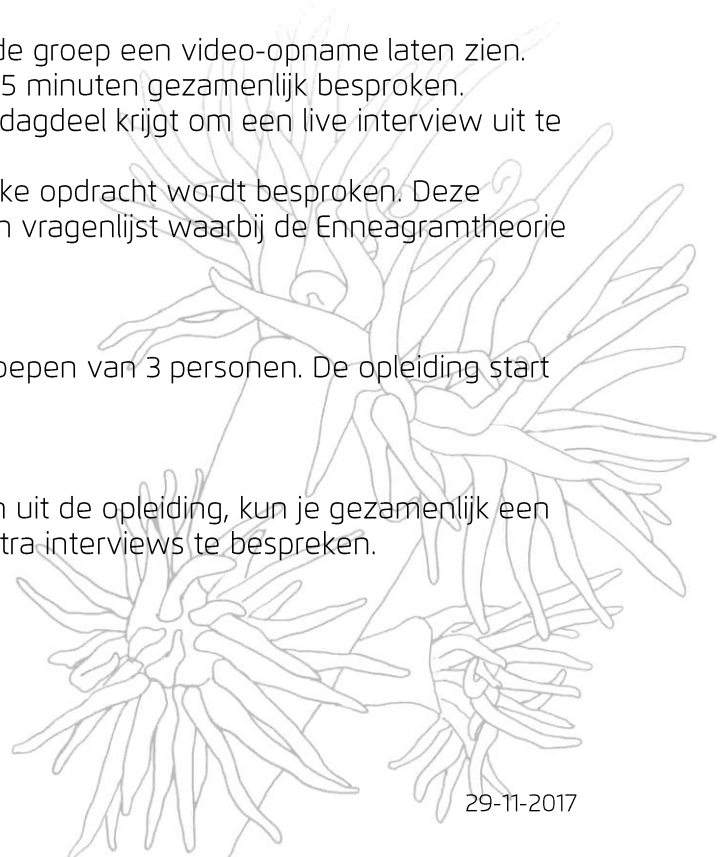 de groep een video-opname laten zien.
5 minuten gezamenlijk besproken.
dagdeel krijgt om een live interview uit te
ke opdracht wordt besproken. Deze
n vragenlijst waarbij de Enneagramtheorie
oepen van 3 personen. De opleiding start
n uit de opleiding, kun je gezamenlijk een
tra interviews te bespreken.
29-11-2017